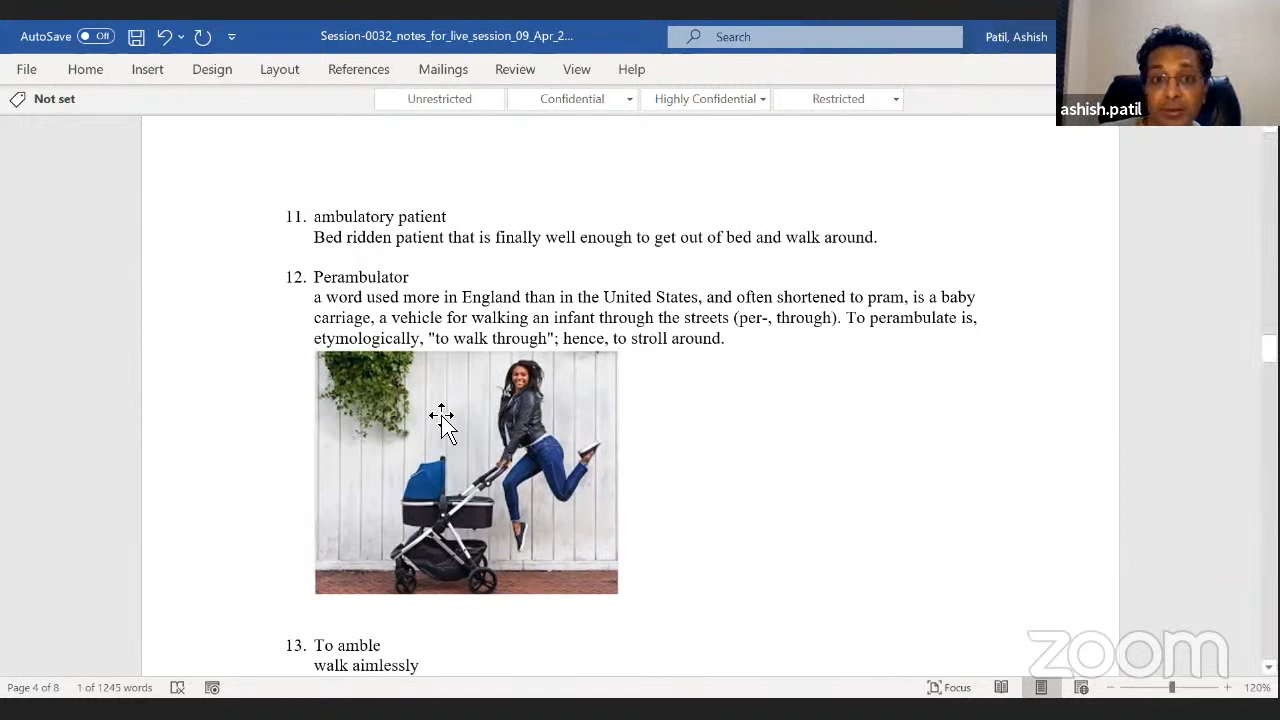 AutoSave Off Session-0032_notes_for_live_session_09_Apr_2... Search Patil, Ashish
File Home Insert Design Layout References Mailings Review View Help
Not set Unrestricted Confidential Highly Confidential Restricted
ashish.patil
11. ambulatory patient
Bed ridden patient that is finally well enough to get out of bed and walk around.
12. Perambulator
a word used more in England than in the United States, and often shortened to pram, is a baby
carriage, a vehicle for walking an infant through the streets (per-, through). To perambulate is,
etymologically, "to walk through"; hence, to stroll around.
13. To amble
walk aimlessly
zoom
Page 4 of 8 1 of 1245 words Focus 120%